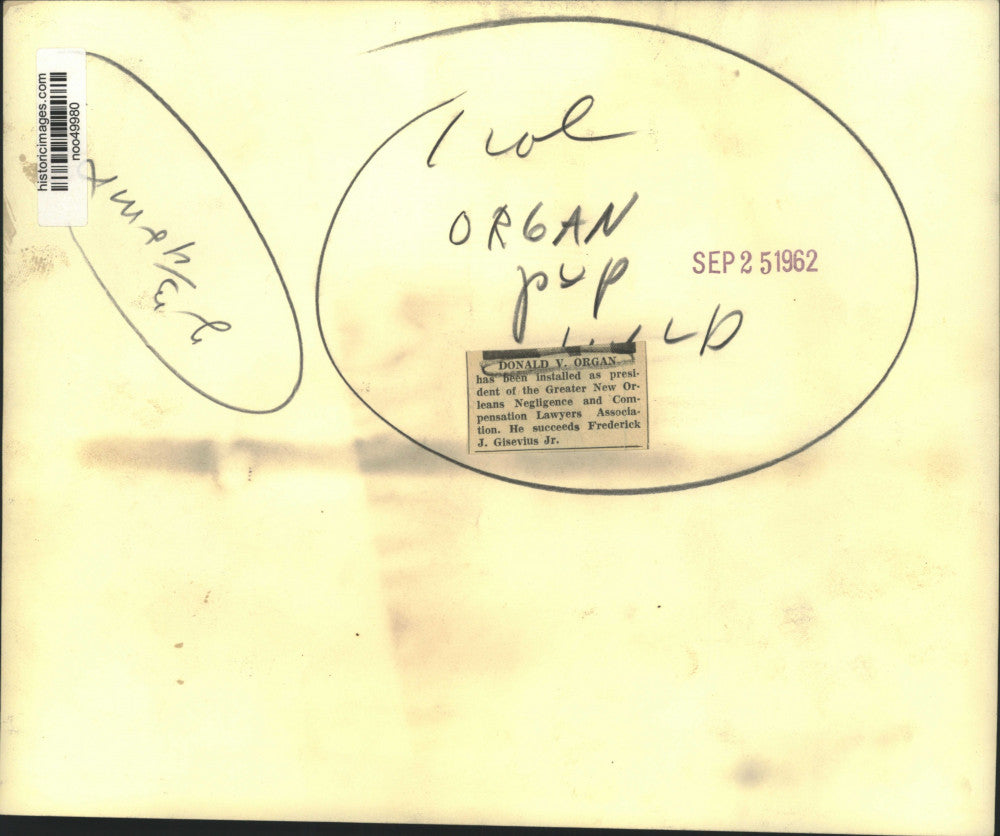 historicimages.com
noo49980
1 col
ORGAN
pup
SEP 2 5 1962
DONALD V. ORGAN
has been installed as presi-
dent of the Greater New Or-
leans Negligence and Com-
pensation Lawyers Associa-
tion. He succeeds Frederick
J. Gisevius Jr.